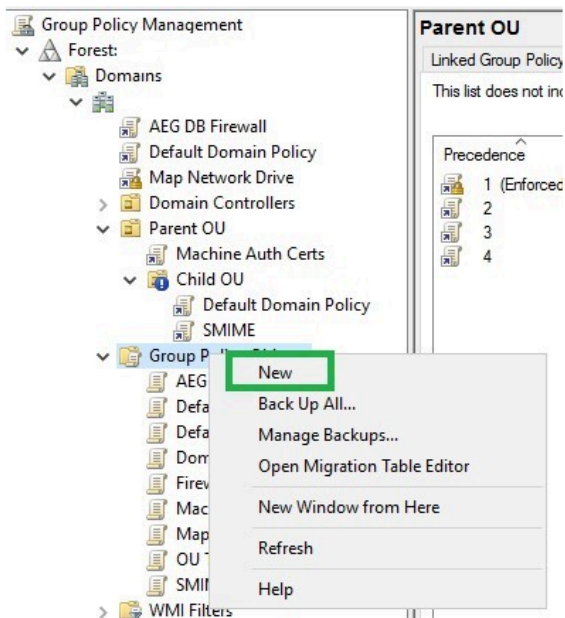 Group Policy Management
Forest:
Domains
AEG DB Firewall
Default Domain Policy
Map Network Drive
Domain Controllers
Parent OU
Machine Auth Certs
Child OU
Default Domain Policy
SMIME
Group P
AEG
Defa
Defa
Dom
Firew
Mac
Map
OU T
SMI
WMI Filters
New
Back Up All...
Manage Backups...
Open Migration Table Editor
New Window from Here
Refresh
Help
Parent OU
Linked Group Policy
This list does not inc
Precedence
1 (Enforced
2
3
4